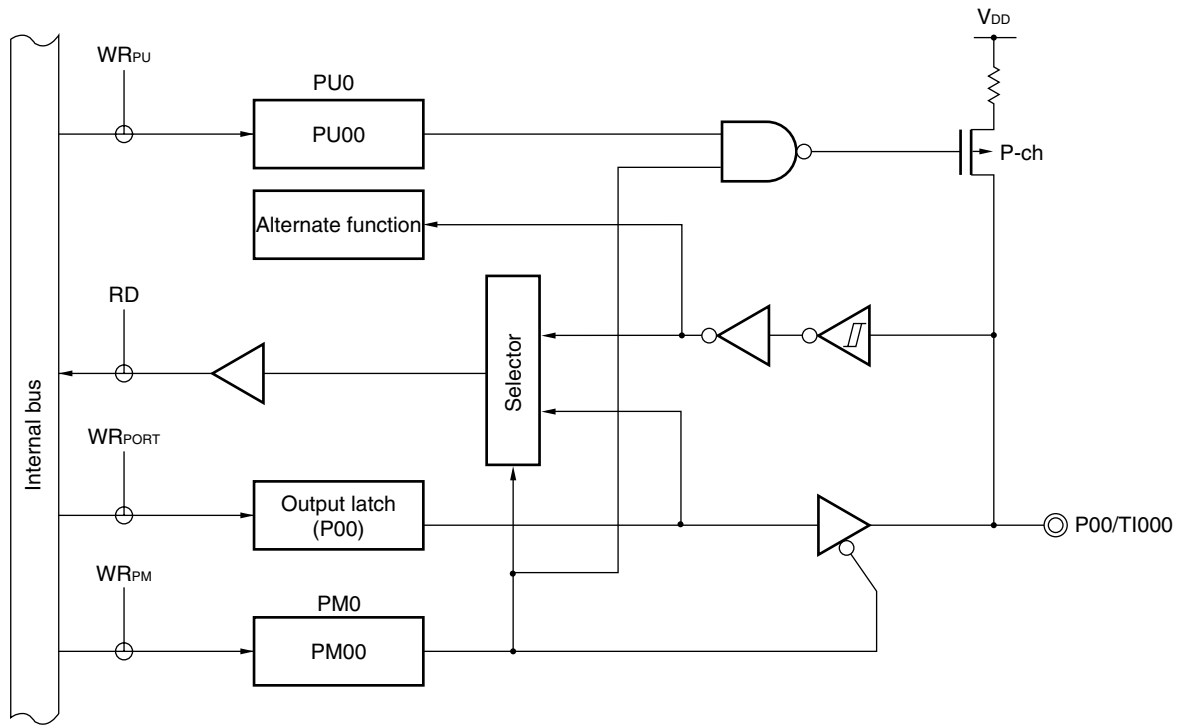 VDD
WRPU
PU0
PU00
P-ch
Alternate function
RD
Selector
Internal bus
WRPORT
Output latch
(P00)
P00/TI000
WRPM
PM0
PM00